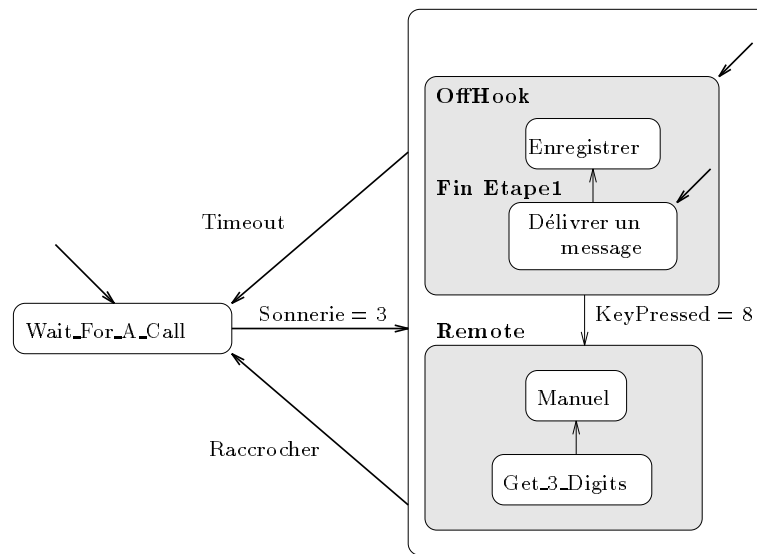 OffHook
Enregistrer
Fin Etape1
Délivrer un
message
Timeout
Sonnerie = 3
KeyPressed = 8
Wait_For_A_Call
Remote
Manuel
Raccrocher
Get_3_Digits